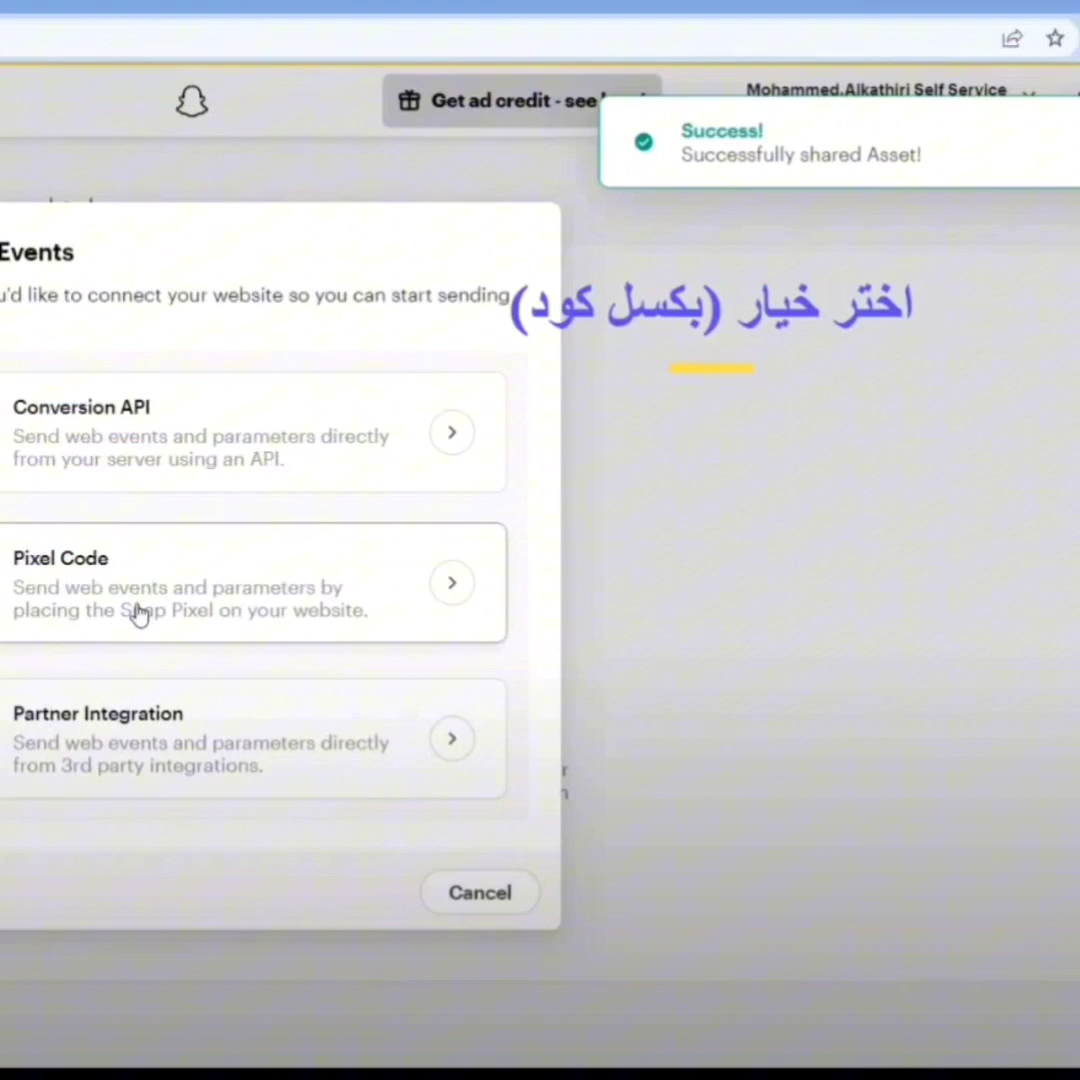 Get ad credit - see
Mohammed.Alkathiri Self Service
Success!
Successfully shared Asset!
Events
u'd like to connect your website so you can start sending
اختر خيار (بكسل كود)
Conversion API
Send web events and parameters directly
from your server using an API.
Pixel Code
Send web events and parameters by
placing the Snap Pixel on your website.
Partner Integration
Send web events and parameters directly
from 3rd party integrations.
Cancel